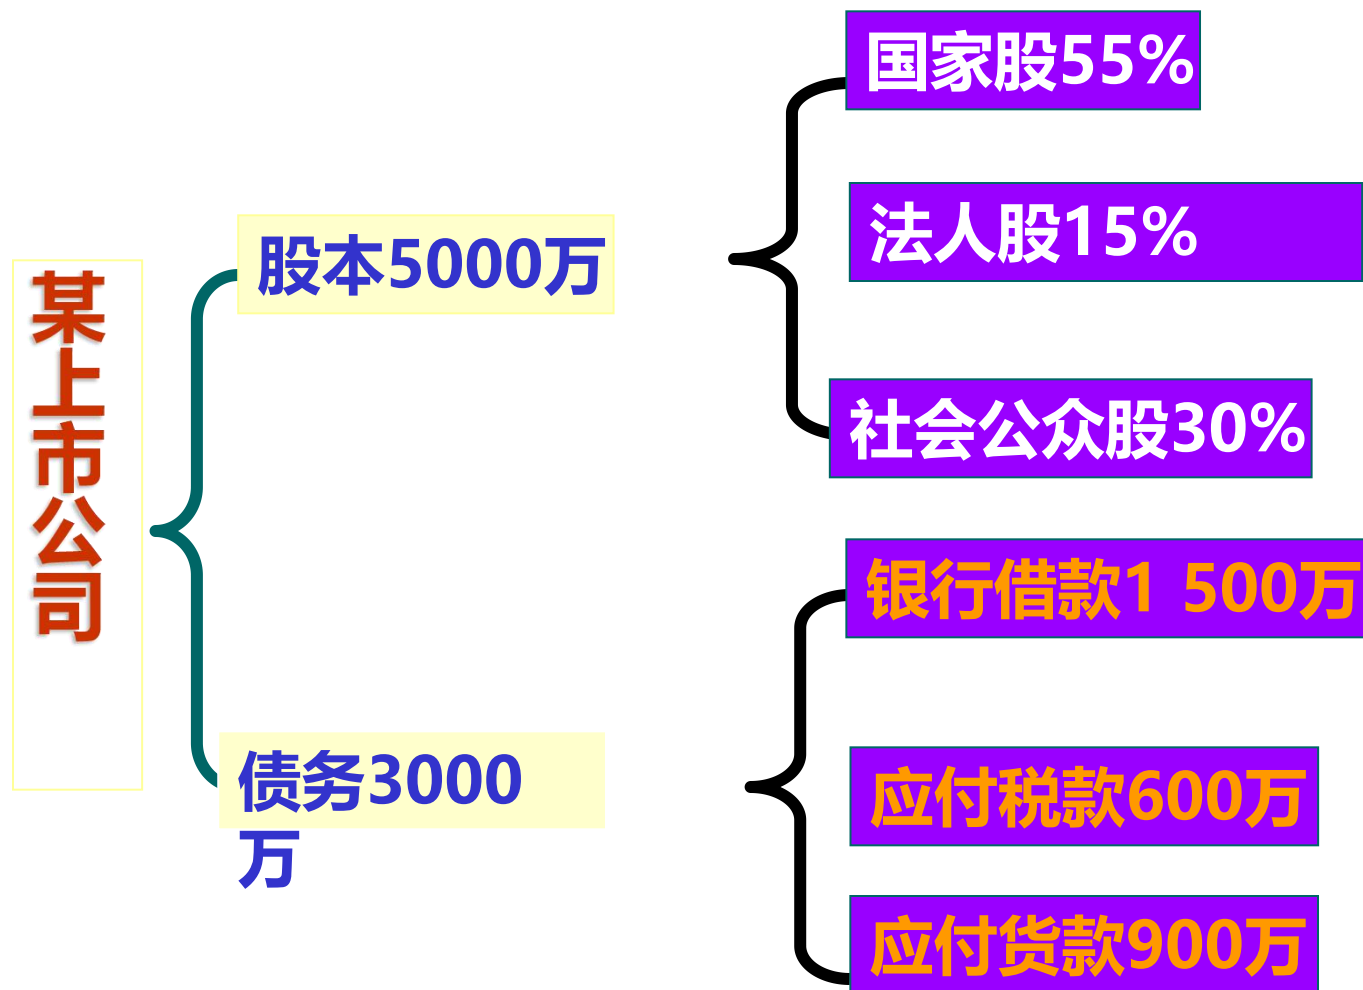 某上市公司
股本5000万
国家股55%
法人股15%
社会公众股30%
债务3000
万
银行借款1 500万
应付税款600万
应付货款900万